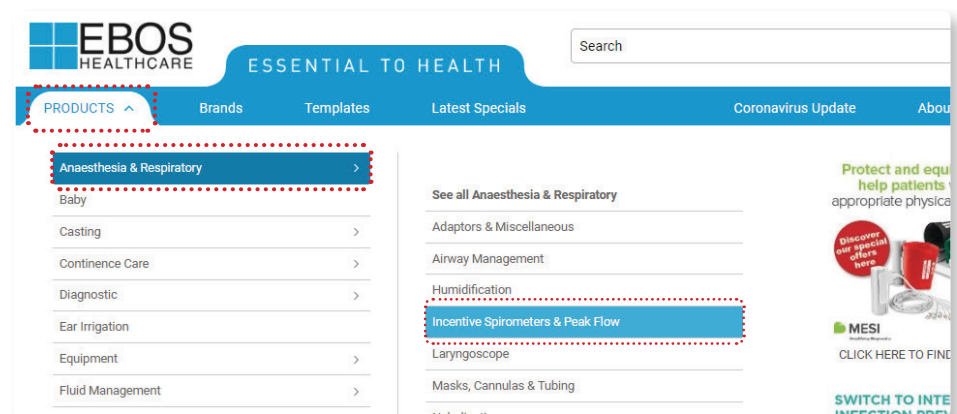 EBOS
HEALTHCARE
ESSENTIAL TO HEALTH
Search
PRODUCTS
Brands
Templates
Latest Specials
Coronavirus Update
Abou
Anaesthesia & Respiratory
Baby
Casting
Continence Care
Diagnostic
Ear Irrigation
Equipment
Fluid Management
See all Anaesthesia & Respiratory
Adaptors & Miscellaneous
Airway Management
Humidification
Incentive Spirometers & Peak Flow
Laryngoscope
Masks, Cannulas & Tubing
Protect and equi
help patients
appropriate physica
Discover
our special
offers
here
MESI
CLICK HERE TO FIND
SWITCH TO INTE